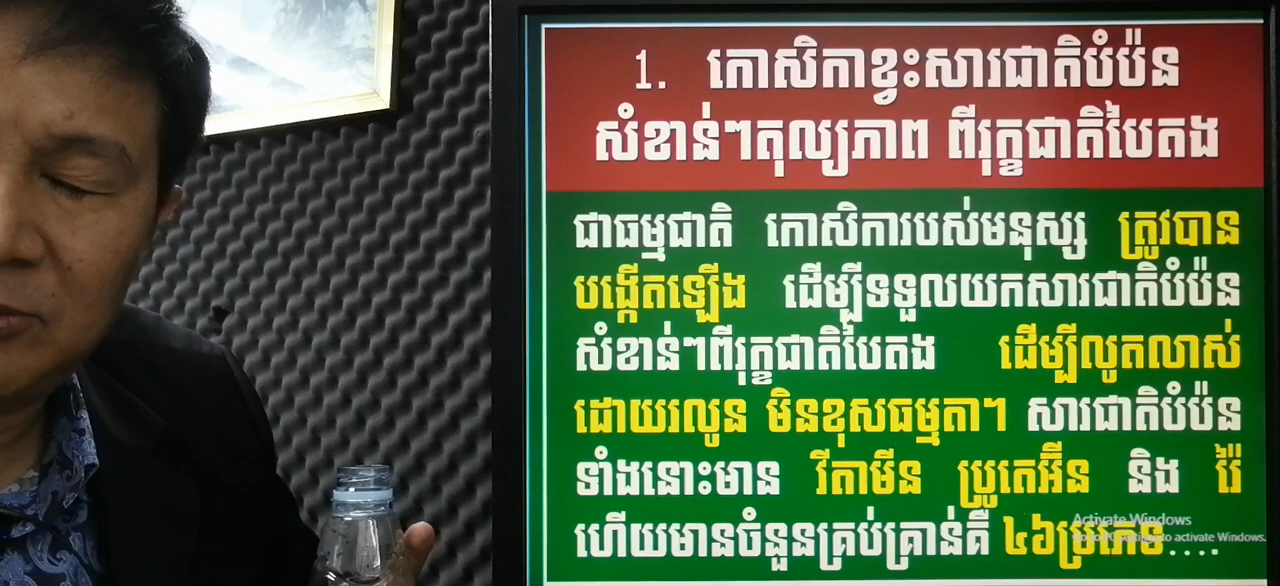 1. កោសិកាខ្វះសារជាតិបំប៉ន
សំខាន់ៗតុល្យភាព ពីរុក្ខជាតិបៃតង
ជាធម្មជាតិ កោសិការបស់មនុស្ស ត្រូវបាន
បង្កើតឡើង ដើម្បីទទួលយកសារជាតិបំប៉ន
សំខាន់ៗពីរុក្ខជាតិបៃតង ដើម្បីលូតលាស់
ដោយរលូន មិនខុសធម្មតា។ សារជាតិបំប៉ន
ទាំងនោះមាន វីតាមីន ប្រូតេអ៊ីន និង រ៉ៃ
ហើយមានចំនួនគ្រប់គ្រាន់គឺ ៤៦ប្រភេទ....
Activate Windows
to activate Windows.